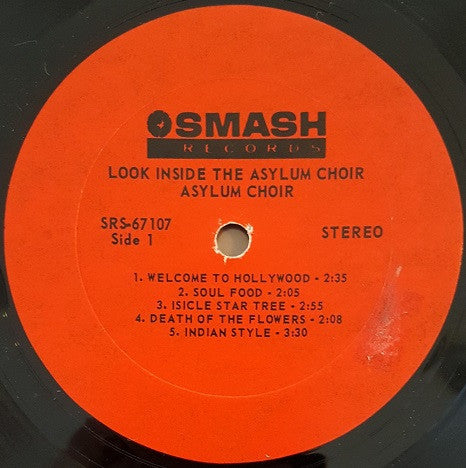 SMASH
RECORDS
LOOK INSIDE THE ASYLUM CHOIR
ASYLUM CHOIR
SRS-67107
Side 1
STEREO
1. WELCOME TO HOLLYWOOD - 2:35
2. SOUL FOOD - 2:05
3. ISICLE STAR TREE - 2:55
4. DEATH OF THE FLOWERS - 2:08
5. INDIAN STYLE - 3:30